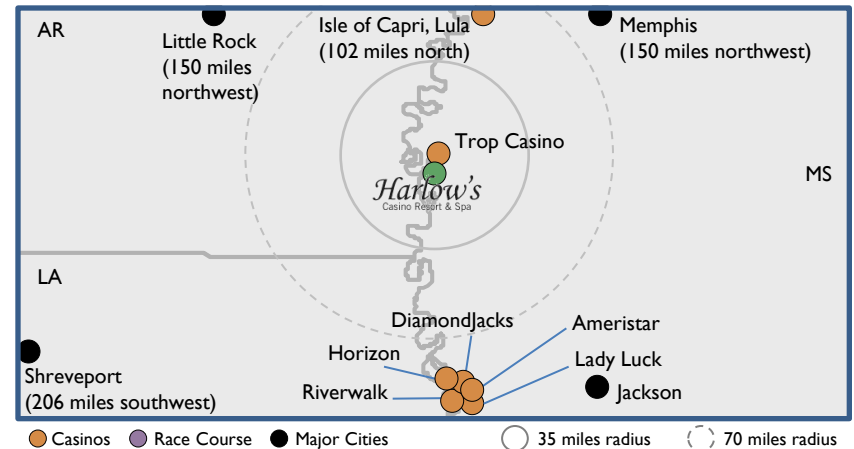 AR
Isle of Capri, Lula
(102 miles north)
Memphis
(150 miles northwest)
Little Rock
(150 miles
northwest)
Trop Casino
MS
Harlow's
Casino Resort & Spa
LA
DiamondJacks
Ameristar
Horizon
Lady Luck
Shreveport
(206 miles southwest)
Riverwalk
Jackson
Casinos
Race Course
Major Cities
35 miles radius
70 miles radius